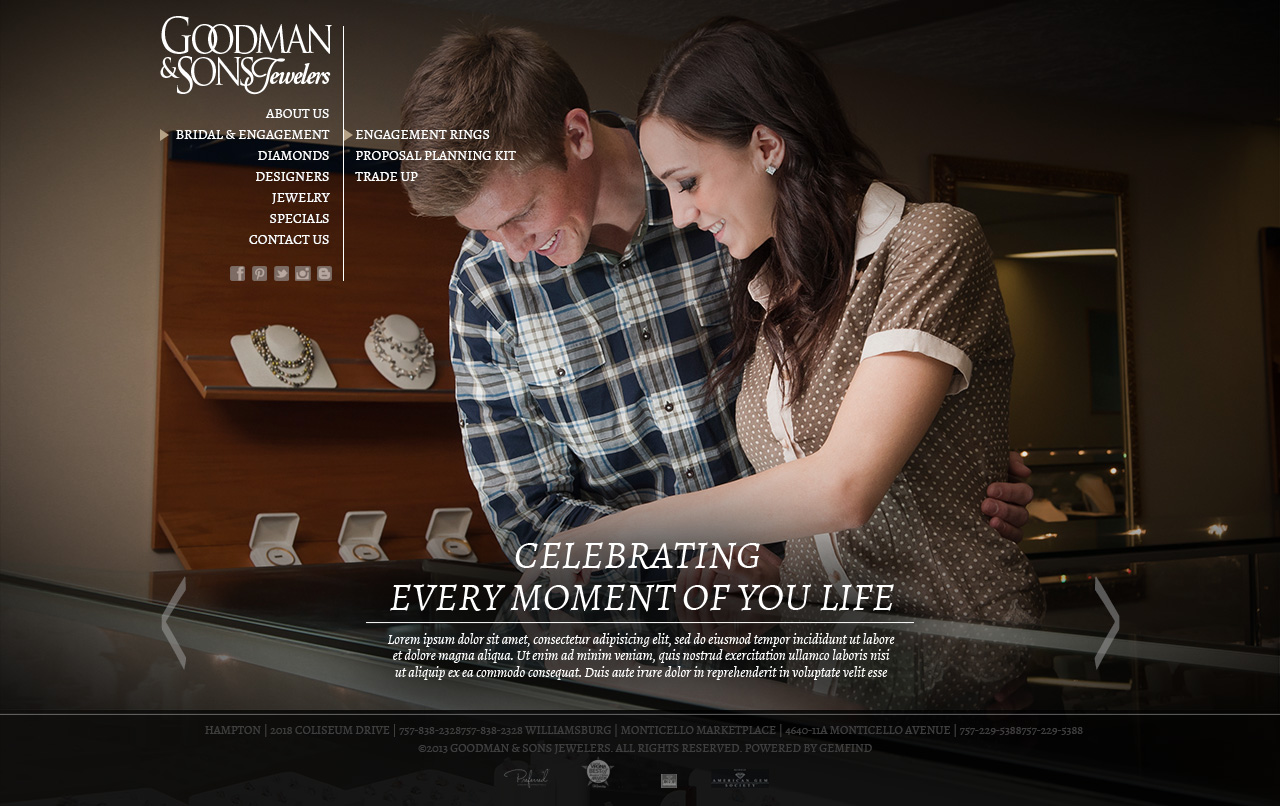 GOODMAN
& SONS Jewelers
ABOUT US
BRIDAL & ENGAGEMENT
DIAMONDS
DESIGNERS
JEWELRY
SPECIALS
CONTACT US
ENGAGEMENT RINGS
PROPOSAL PLANNING KIT
TRADE UP
CELEBRATING
EVERY MOMENT OF YOU LIFE
Lorem ipsum dolor sit amet, consectetur adipisicing elit, sed do eiusmod tempor incididunt ut labore
et dolore magna aliqua. Ut enim ad minim veniam, quis nostrud exercitation ullamco laboris nisi
ut aliquip ex ea commodo consequat. Duis aute irure dolor in reprehenderit in voluptate velit esse
HAMPTON | 2018 COLISEUM DRIVE | 757-838-2328757-838-2328 WILLIAMSBURG | MONTICELLO MARKETPLACE | 4640-11A MONTICELLO AVENUE | 757-229-5388757-229-5388
©2013 GOODMAN & SONS JEWELERS. ALL RIGHTS RESERVED. POWERED BY GEMFIND
Preferred
BEST OF
AMERICAN GEM
SOCIETY